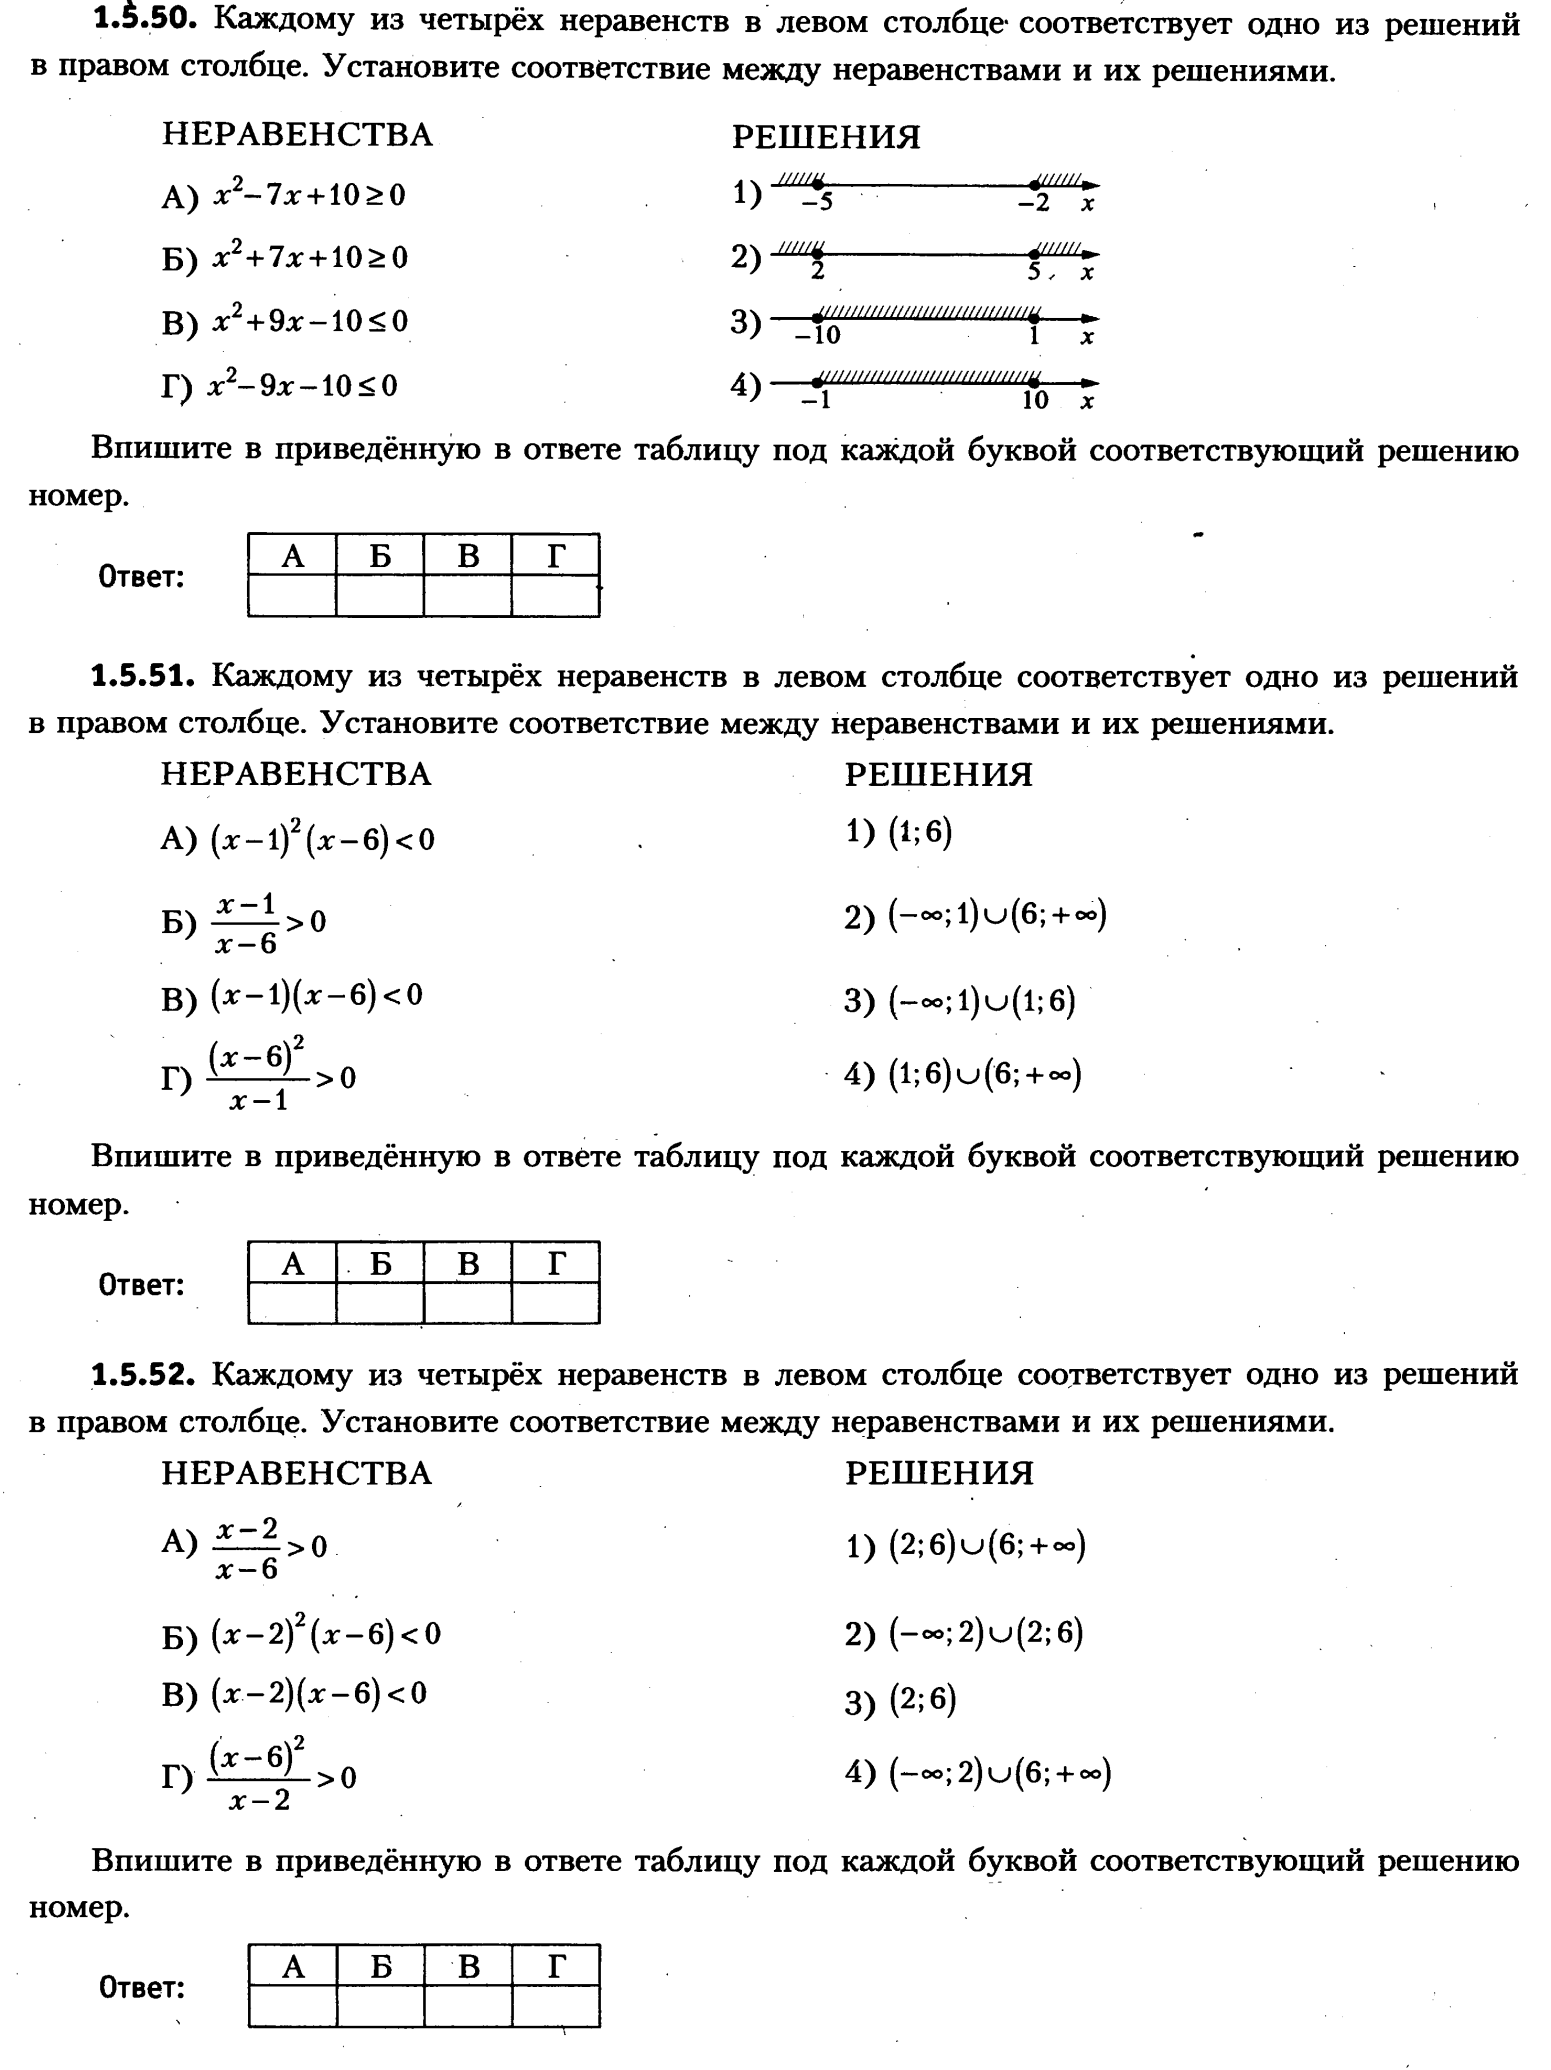 1.5.50. Каждому из четырёх неравенств в левом столбце соответствует одно из решений
в правом столбце. Установите соответствие между неравенствами и их решениями.
НЕРАВЕНСТВА РЕШЕНИЯ
А) x²−7x+10≥0 1) −5 −2 x
Б) x²+7x+10≥0 2) 2 5 x
В) x²+9x−10≤0 3) −10 1 x
Г) x²−9x−10≤0 4) −1 10 x
Впишите в приведённую в ответе таблицу под каждой буквой соответствующий решению
номер.
Ответ: А Б В Г
1.5.51. Каждому из четырёх неравенств в левом столбце соответствует одно из решений
в правом столбце. Установите соответствие между неравенствами и их решениями.
НЕРАВЕНСТВА РЕШЕНИЯ
А) (x−1)²(x−6)<0 1) (1;6)
Б) (x−1)/(x−6)>0 2) (−∞;1)∪(6;+∞)
В) (x−1)(x−6)<0 3) (−∞;1)∪(1;6)
Г) (x−6)²/(x−1)>0 4) (1;6)∪(6;+∞)
Впишите в приведённую в ответе таблицу под каждой буквой соответствующий решению
номер.
Ответ: А Б В Г
1.5.52. Каждому из четырёх неравенств в левом столбце соответствует одно из решений
в правом столбце. Установите соответствие между неравенствами и их решениями.
НЕРАВЕНСТВА РЕШЕНИЯ
А) (x−2)/(x−6)>0 1) (2;6)∪(6;+∞)
Б) (x−2)²(x−6)<0 2) (−∞;2)∪(2;6)
В) (x−2)(x−6)<0 3) (2;6)
Г) (x−6)²/(x−2)>0 4) (−∞;2)∪(6;+∞)
Впишите в приведённую в ответе таблицу под каждой буквой соответствующий решению
номер.
Ответ: А Б В Г